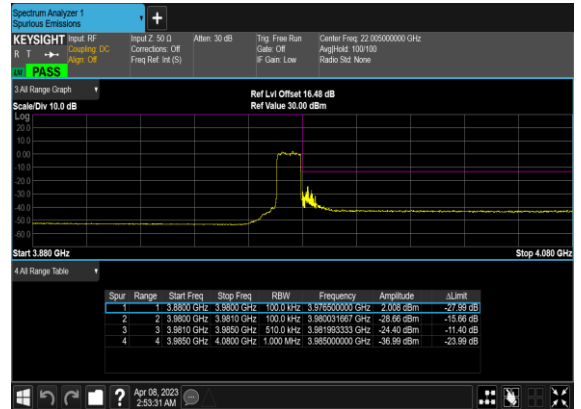 Spectrum Analyzer 1
Spurious Emissions
+
KEYSIGHT Input: RF Input Z: 50 Ω Atten: 30 dB Trig: Free Run Center Freq: 22.005000000 GHz
R T Coupling: DC Corrections: Off Gate: Off Avg|Hold: 100/100
Align: Off Freq Ref: Int (S) IF Gain: Low Radio Std: None
PASS
3 All Range Graph
Ref Lvl Offset 16.48 dB
Scale/Div 10.0 dB Ref Value 30.00 dBm
Log
20.0
10.0
0.00
-10.0
-20.0
-30.0
-40.0
-50.0
-60.0
Start 3.880 GHz Stop 4.080 GHz
4 All Range Table
Spur Range Start Freq Stop Freq RBW Frequency Amplitude ΔLimit
1 1 3.8800 GHz 3.9800 GHz 100.0 kHz 3.976500000 GHz 2.008 dBm -27.99 dB
2 2 3.9800 GHz 3.9810 GHz 100.0 kHz 3.980031667 GHz -28.66 dBm -15.66 dB
3 3 3.9810 GHz 3.9850 GHz 510.0 kHz 3.981993333 GHz -24.40 dBm -11.40 dB
4 4 3.9850 GHz 4.0800 GHz 1.000 MHz 3.985000000 GHz -36.99 dBm -23.99 dB
? Apr 08, 2023
2:53:31 AM